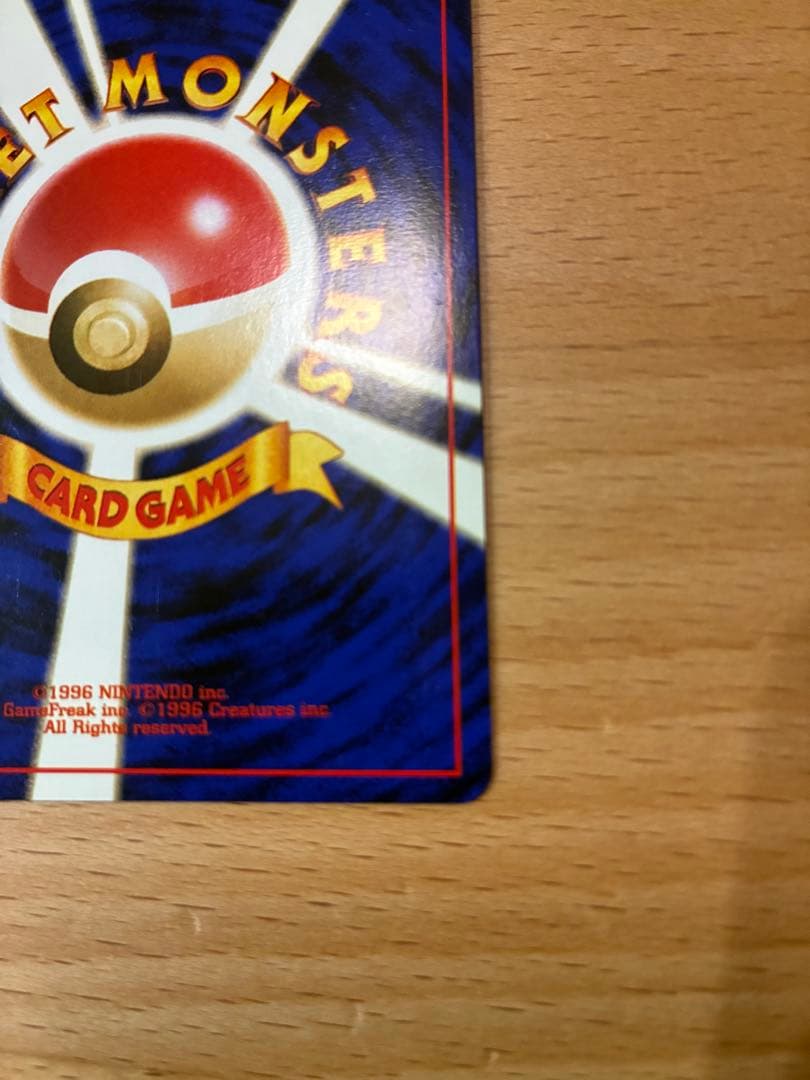 ET MONSTERS
CARD GAME
©1996 NINTENDO inc.
GameFreak inc. ©1996 Creatures inc.
All Rights reserved.